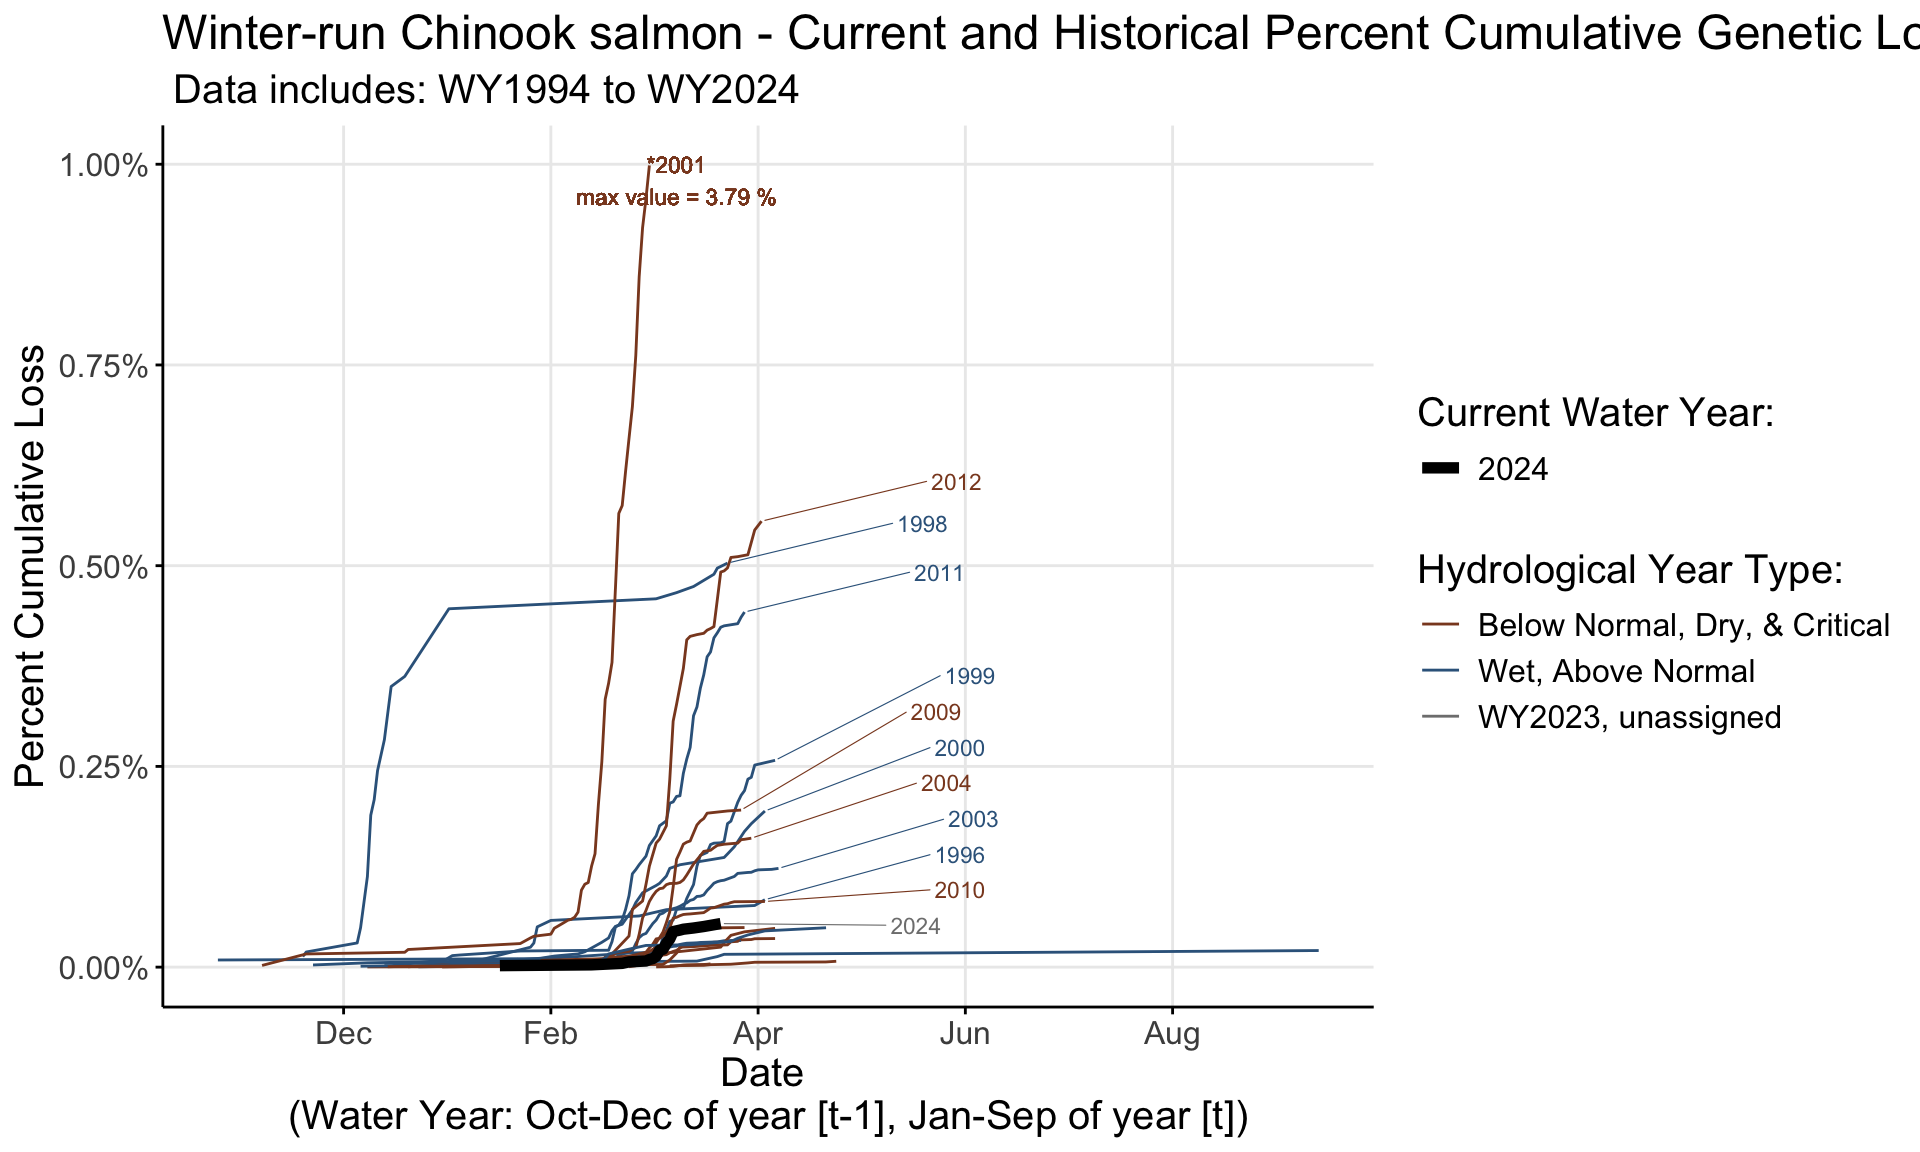 Winter-run Chinook salmon - Current and Historical Percent Cumulative Genetic Lo
Data includes: WY1994 to WY2024
Percent Cumulative Loss
1.00%
0.75%
0.50%
0.25%
0.00%
*2001
max value = 3.79 %
2012
1998
2011
1999
2009
2000
2004
2003
1996
2010
2024
Dec
Feb
Apr
Jun
Aug
Date
(Water Year: Oct-Dec of year [t-1], Jan-Sep of year [t])
Current Water Year:
2024
Hydrological Year Type:
Below Normal, Dry, & Critical
Wet, Above Normal
WY2023, unassigned